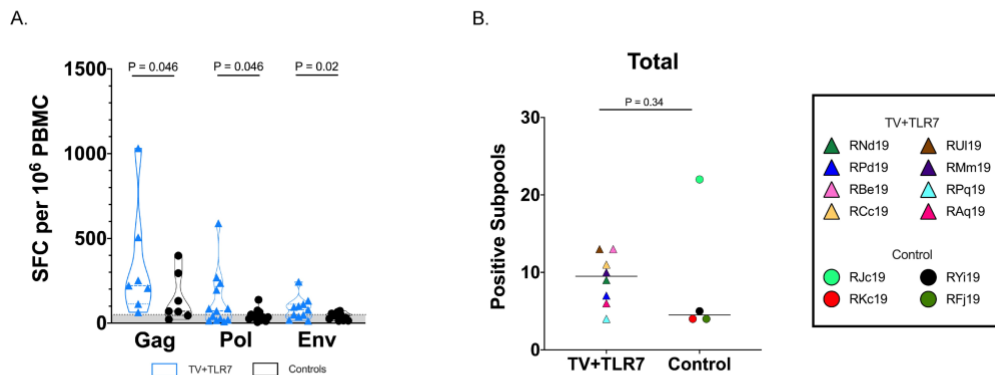 A.
P = 0.046
P = 0.046
P = 0.02
SFC per 10⁶ PBMC
1500
1000
500
0
Gag
Pol
Env
TV+TLR7
Controls
B.
Total
P = 0.34
Positive Subpools
30
20
10
0
TV+TLR7
Control
TV+TLR7
RNd19
RUl19
RPd19
RMm19
RBe19
RPq19
RCc19
RAq19
Control
RJc19
RYi19
RKc19
RFj19